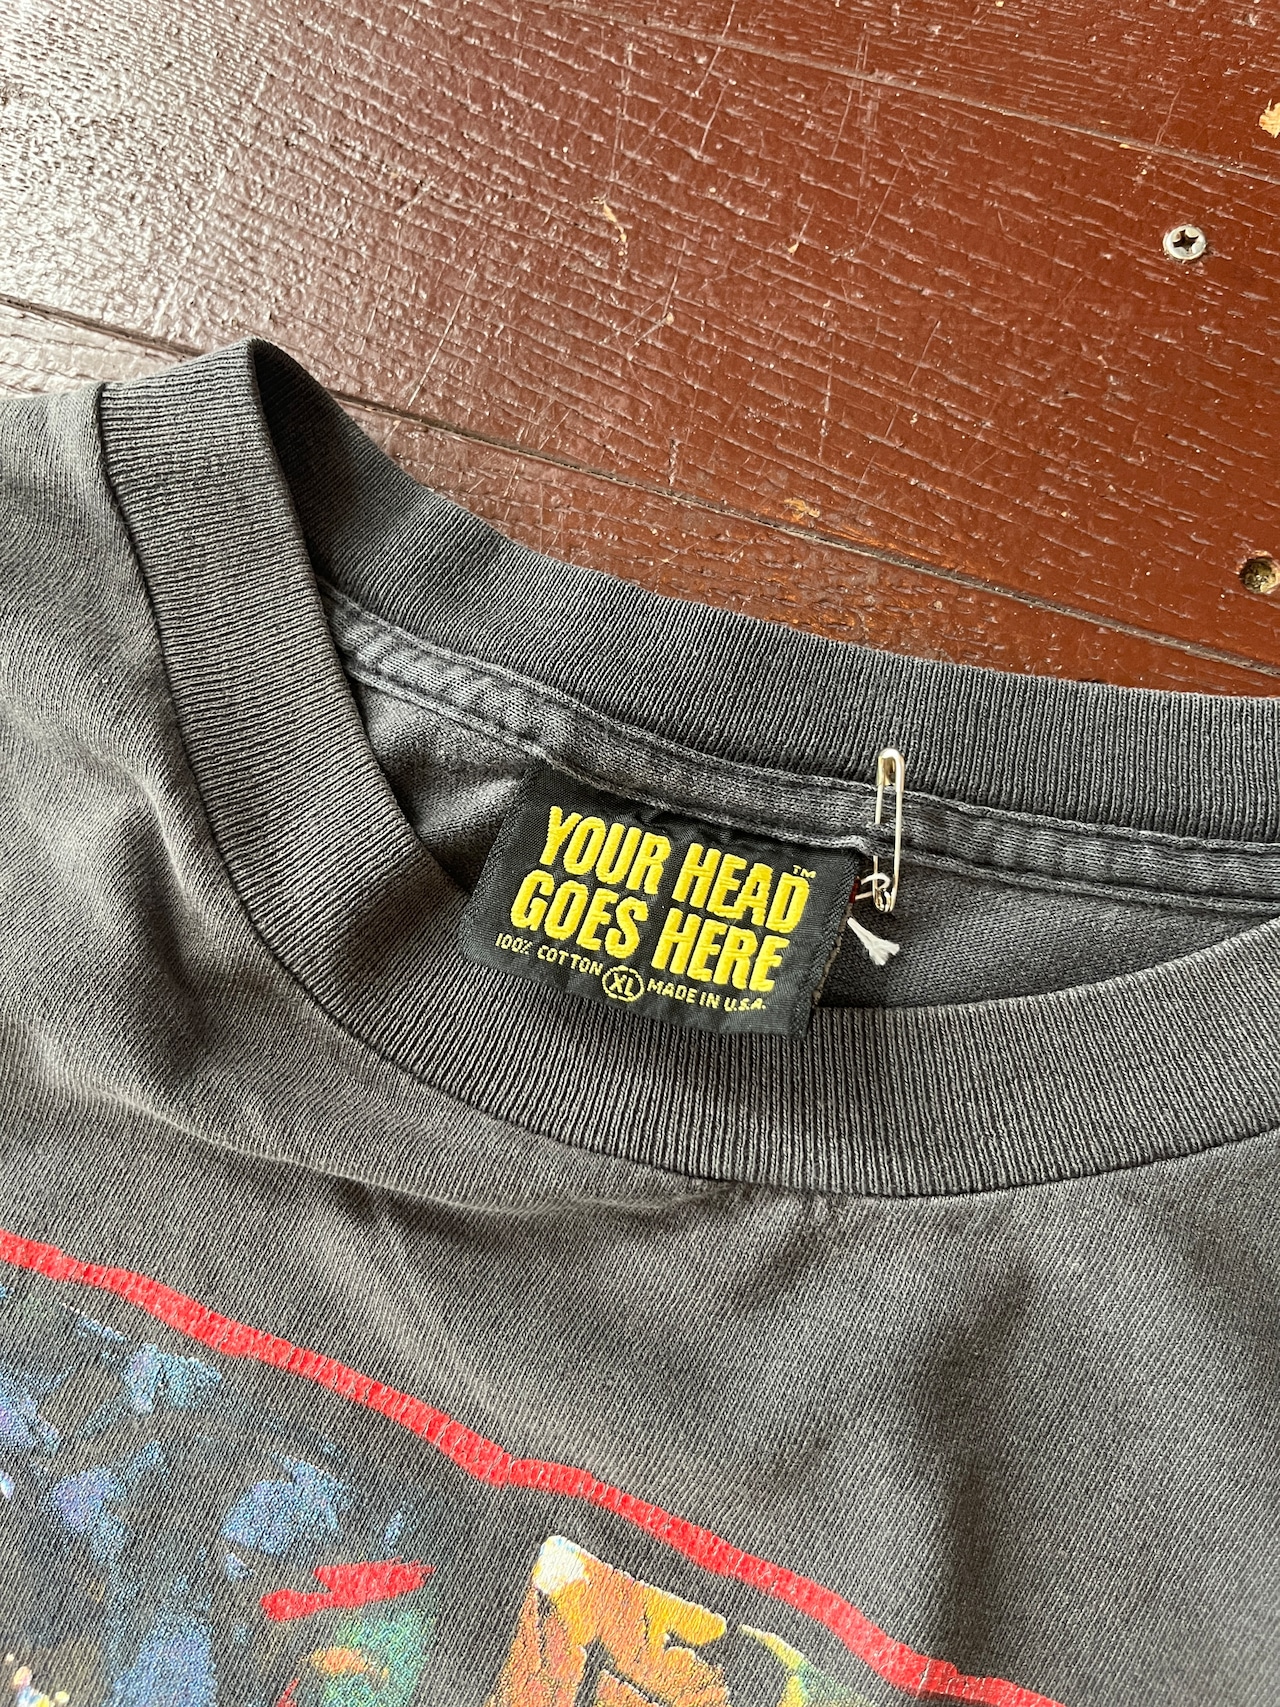 YOUR HEAD™
GOES HERE
100% COTTON XL MADE IN U.S.A.